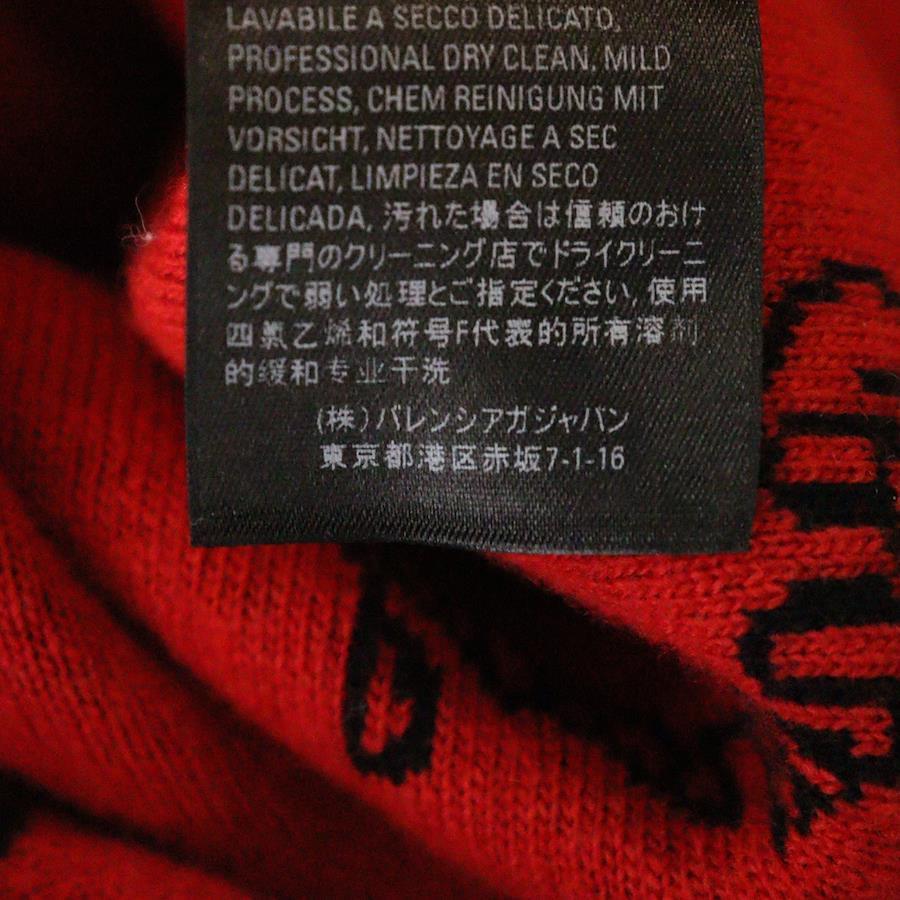 LAVABILE A SECCO DELICATO,
PROFESSIONAL DRY CLEAN, MILD
PROCESS, CHEM REINIGUNG MIT
VORSICHT, NETTOYAGE A SEC
DELICAT, LIMPIEZA EN SECO
DELICADA, 汚れた場合は信頼のおけ
る専門のクリーニング店でドライクリーニ
ングで弱い処理とご指定ください, 使用
四氯乙烯和符号F代表的所有溶剂
的缓和专业干洗
(株)バレンシアガジャパン
東京都港区赤坂7-1-16